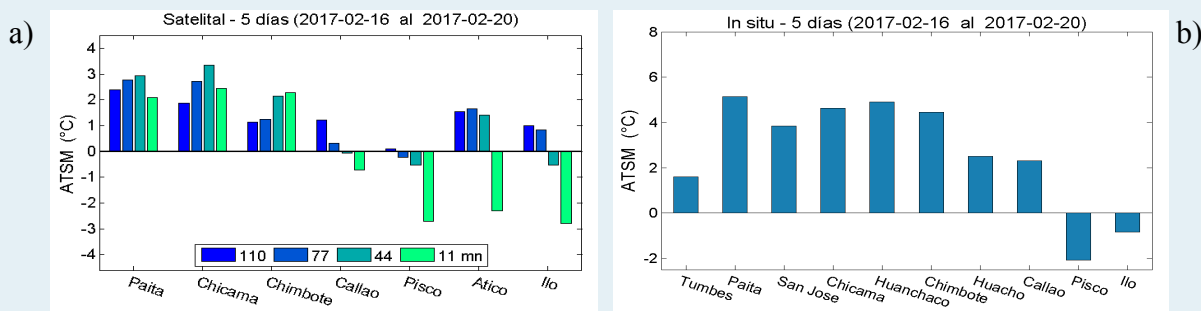 a)
Satelital - 5 días (2017-02-16 al 2017-02-20)
ATSM (°C)
4
3
2
1
0
-1
-2
-3
-4
110 77 44 11 mn
Paita Chicama Chimbote Callao Pisco Atico Ilo
In situ - 5 días (2017-02-16 al 2017-02-20)
b)
ATSM (°C)
8
6
4
2
0
-2
Tumbes Paita San Jose Chicama Huanchaco Chimbote Huacho Callao Pisco Ilo